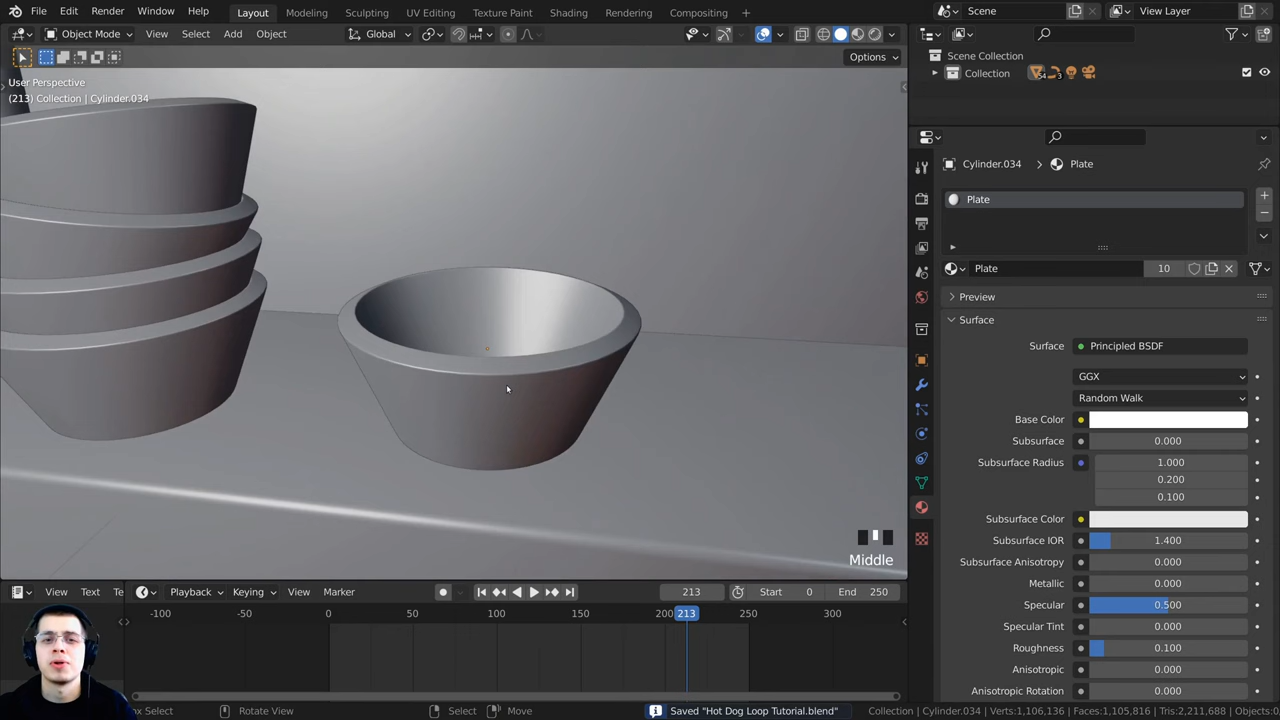 File Edit Render Window Help Layout Modeling Sculpting UV Editing Texture Paint Shading Rendering Animation Compositing Scene View Layer
Object Mode View Select Add Object Global
Options
User Perspective
(213) Collection | Cylinder.034
Middle
Scene Collection
Collection 54 3
Cylinder.034 Plate
Plate
Plate 10
Preview
Surface
Surface Principled BSDF
GGX
Random Walk
Base Color
Subsurface 0.000
Subsurface Radius 1.000
0.200
0.100
Subsurface Color
Subsurface IOR 1.400
Subsurface Anisotropy 0.000
Metallic 0.000
Specular 0.500
Specular Tint 0.000
Roughness 0.100
Anisotropic 0.000
Anisotropic Rotation 0.000
View Te Playback Keying View Marker 213 Start 0 End 250
-100 0 50 100 150 200 213 250 300
ox Select Rotate View Select Move Saved "Hot Dog Loop Tutorial.blend" Collection | Cylinder.034 | Verts:1,106,136 | Faces:1,105,816 | Tris:2,211,688 | Objects:0